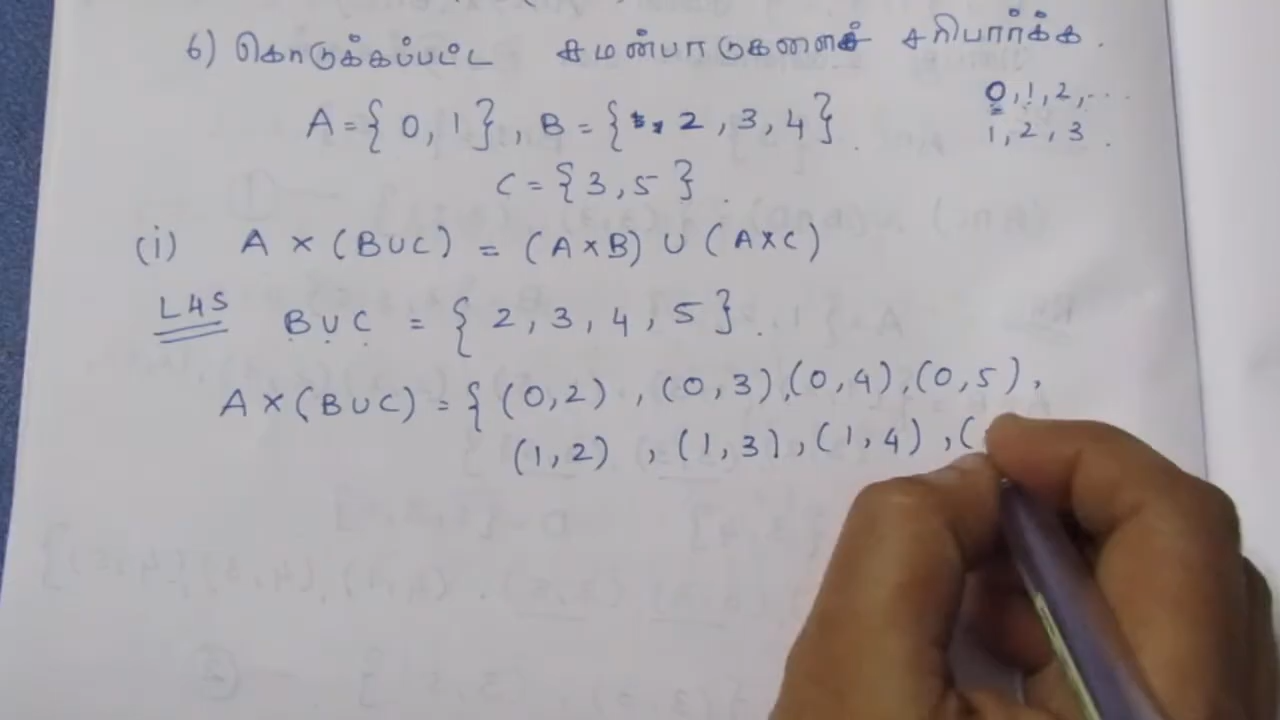 6) கொடுக்கப்பட்ட சமன்பாடுகளைச் சரிபார்க்க.
0, 1, 2, ...
A = { 0, 1 }, B = { 2, 3, 4 }.
1, 2, 3.
C = { 3, 5 }.
(i) A × (B∪C) = (A×B) ∪ (A×C)
LHS B ∪ C = { 2, 3, 4, 5 }.
A × (B∪C) = { (0,2), (0,3), (0,4), (0,5),
(1,2), (1,3), (1,4), (